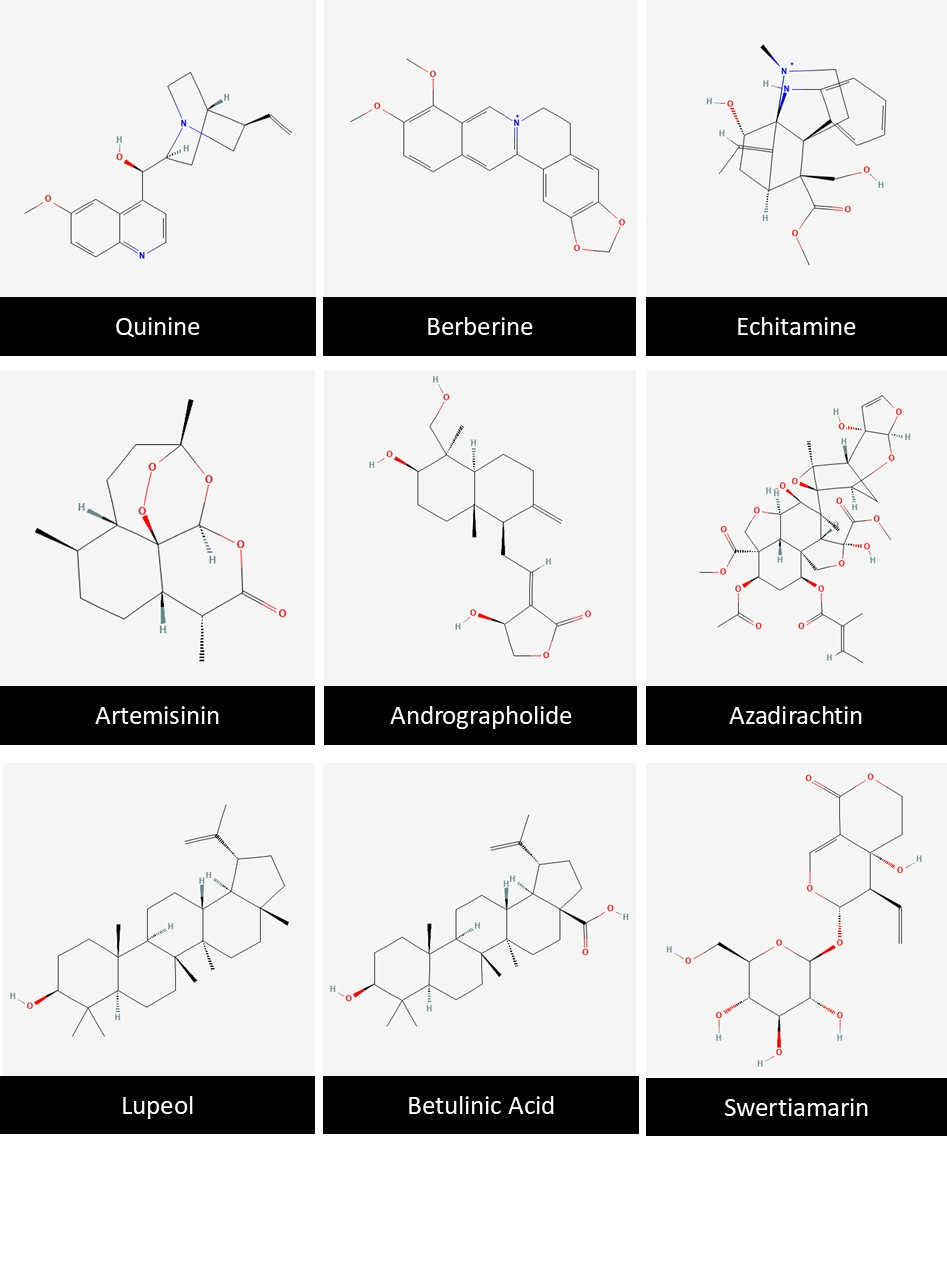 Quinine
Berberine
Echitamine
Artemisinin
Andrographolide
Azadirachtin
Lupeol
Betulinic Acid
Swertiamarin